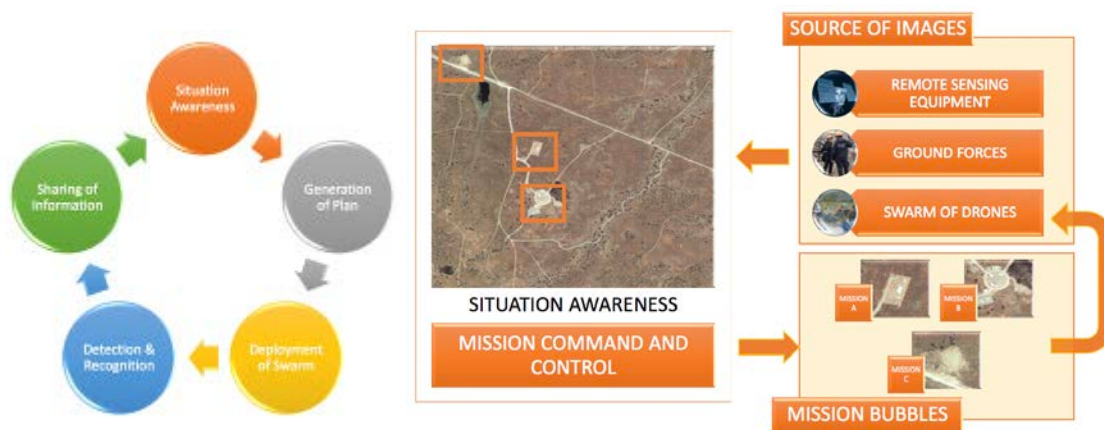 Situation
Awareness
Generation
of Plan
Deployment
of Swarm
Detection &
Recognition
Sharing of
Information
SITUATION AWARENESS
MISSION COMMAND AND
CONTROL
SOURCE OF IMAGES
REMOTE SENSING
EQUIPMENT
GROUND FORCES
SWARM OF DRONES
MISSION
A
MISSION
B
MISSION
C
MISSION BUBBLES